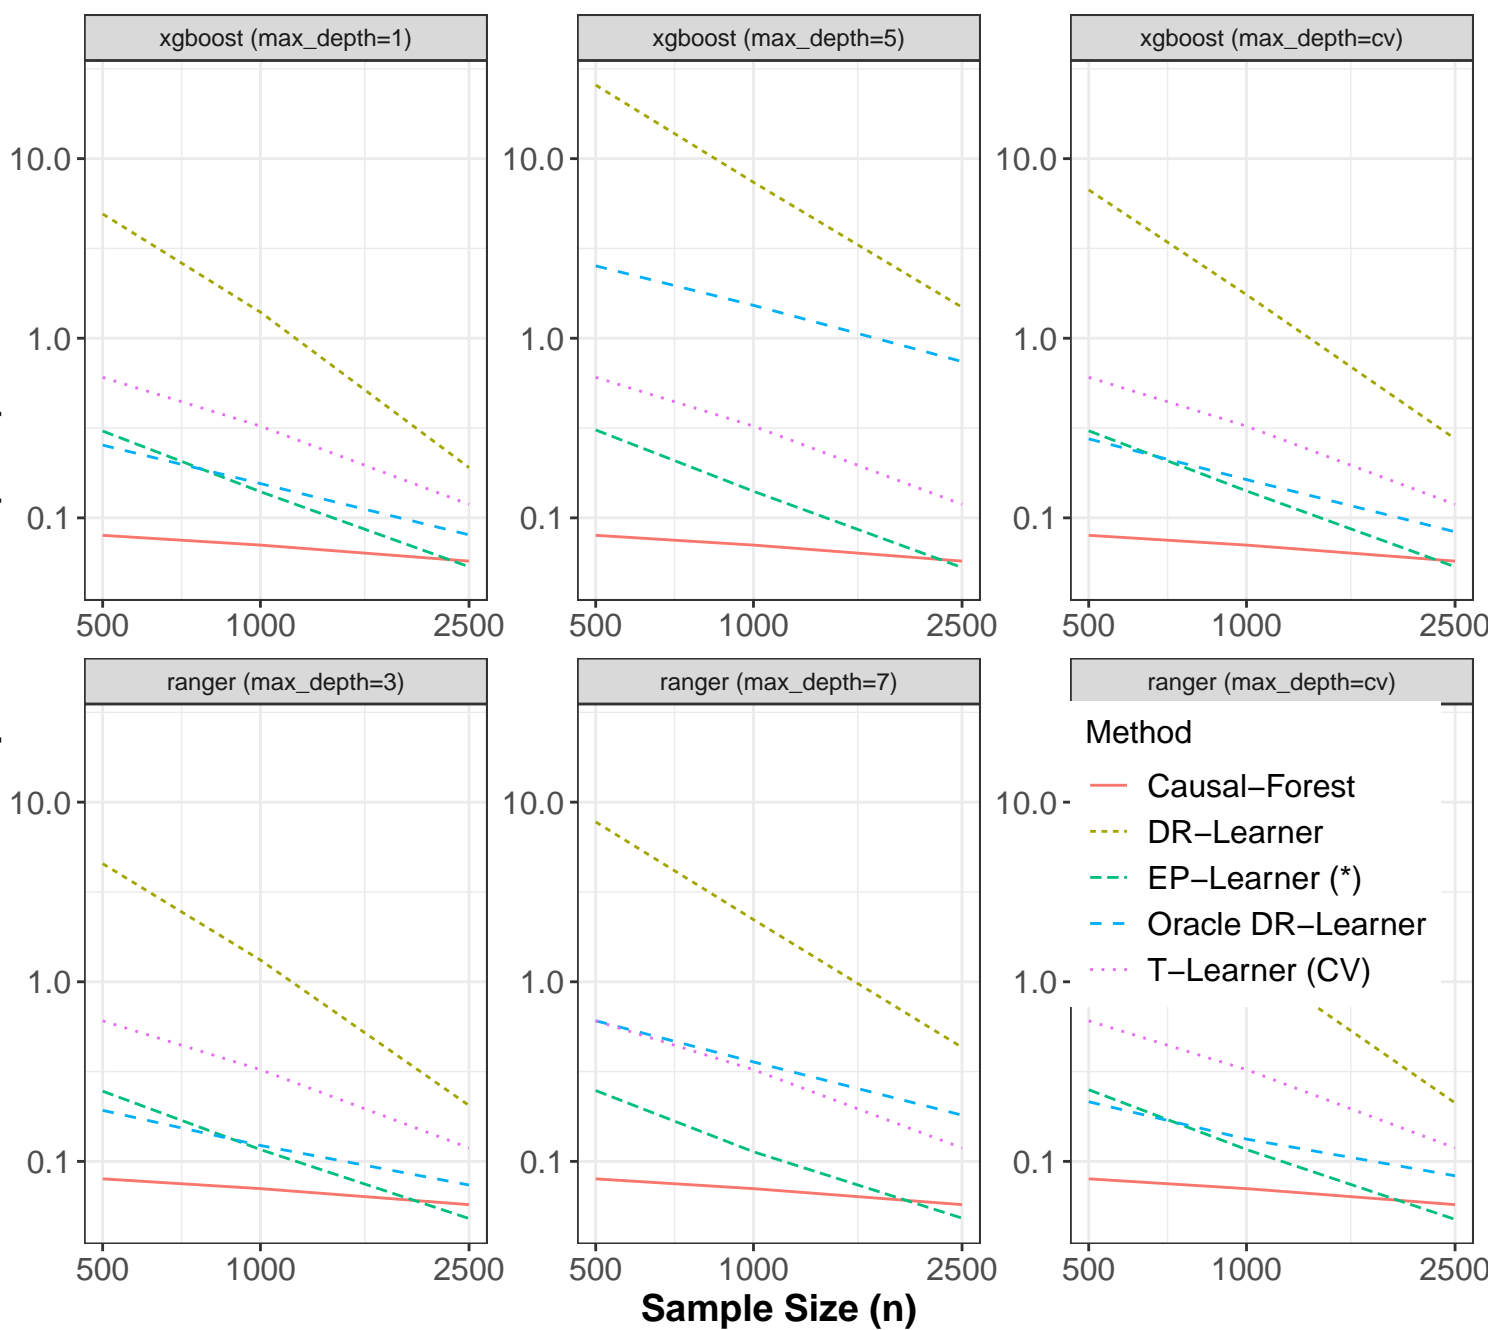 xgboost (max_depth=1)
xgboost (max_depth=5)
xgboost (max_depth=cv)
10.0
1.0
0.1
500 1000 2500
10.0
1.0
0.1
500 1000 2500
10.0
1.0
0.1
500 1000 2500
ranger (max_depth=3)
ranger (max_depth=7)
ranger (max_depth=cv)
10.0
1.0
0.1
500 1000 2500
10.0
1.0
0.1
500 1000 2500
10.0
1.0
0.1
500 1000 2500
Method
Causal−Forest
DR−Learner
EP−Learner (*)
Oracle DR−Learner
T−Learner (CV)
Sample Size (n)